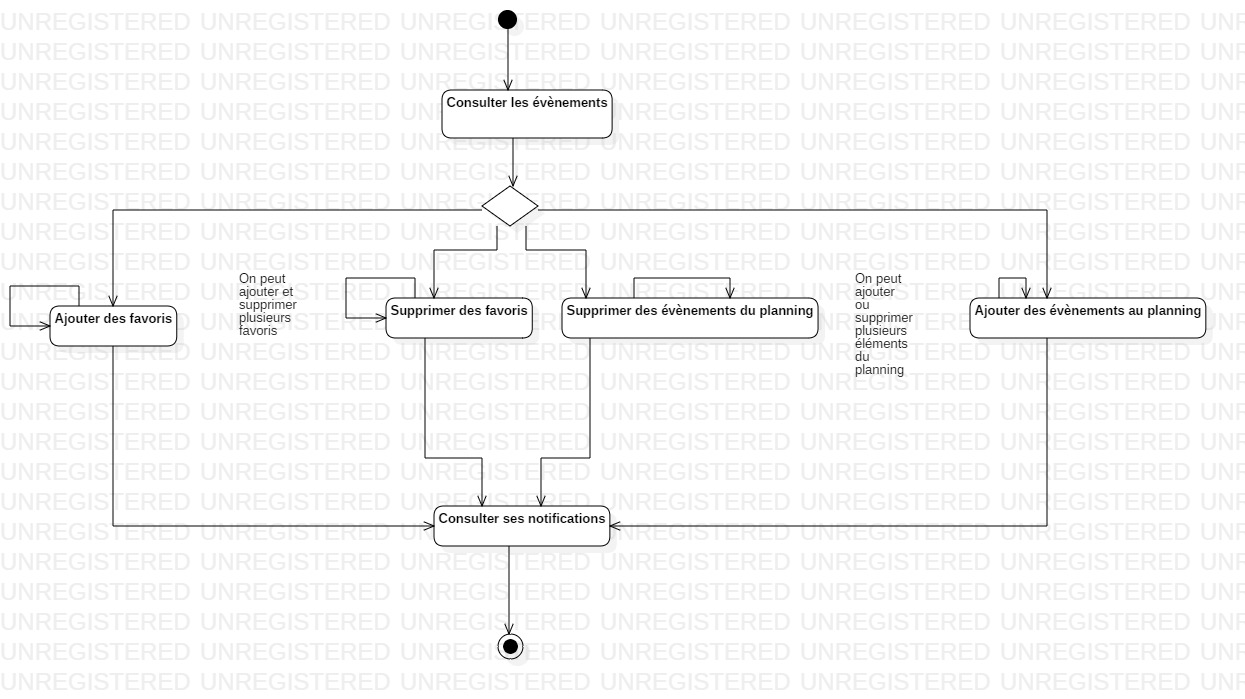 Consulter les évènements
On peut
ajouter et
supprimer
plusieurs
favoris
On peut
ajouter
ou
supprimer
plusieurs
éléments
du
planning
Ajouter des favoris
Supprimer des favoris
Supprimer des évènements du planning
Ajouter des évènements au planning
Consulter ses notifications
UNREGISTERED UNREGISTERED UNREGISTERED UNREGISTERED UNREGISTERED UNREGISTERED UNR